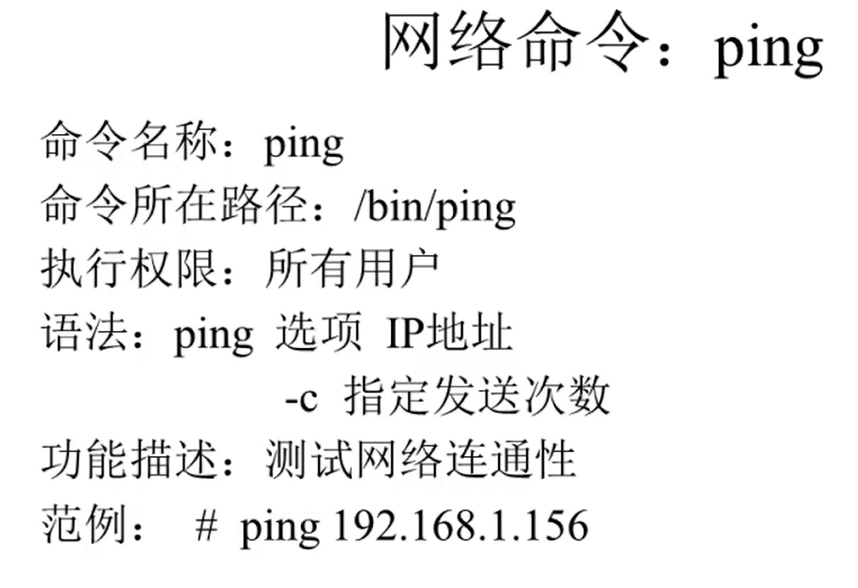 网络命令：ping
命令名称：ping
命令所在路径：/bin/ping
执行权限：所有用户
语法：ping 选项 IP地址
-c 指定发送次数
功能描述：测试网络连通性
范例： # ping 192.168.1.156